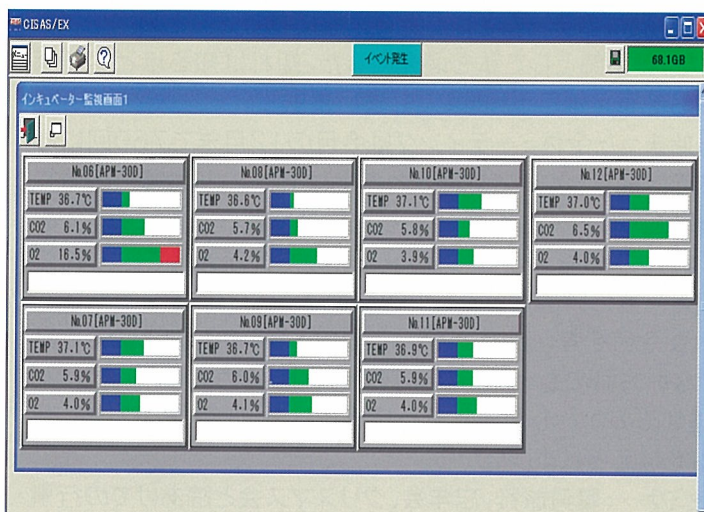 CISAS/EX
イベント発生
68.1GB
インキュベーター監視画面1
No.06[APM-30D]
TEMP 36.7℃
CO2 6.1%
O2 16.5%
No.08[APM-30D]
TEMP 36.6℃
CO2 5.7%
O2 4.2%
No.10[APM-30D]
TEMP 37.1℃
CO2 5.8%
O2 3.9%
No.12[APM-30D]
TEMP 37.0℃
CO2 6.5%
O2 4.0%
No.07[APM-30D]
TEMP 37.1℃
CO2 5.9%
O2 4.0%
No.09[APM-30D]
TEMP 36.7℃
CO2 6.0%
O2 4.1%
No.11[APM-30D]
TEMP 36.9℃
CO2 5.9%
O2 4.0%